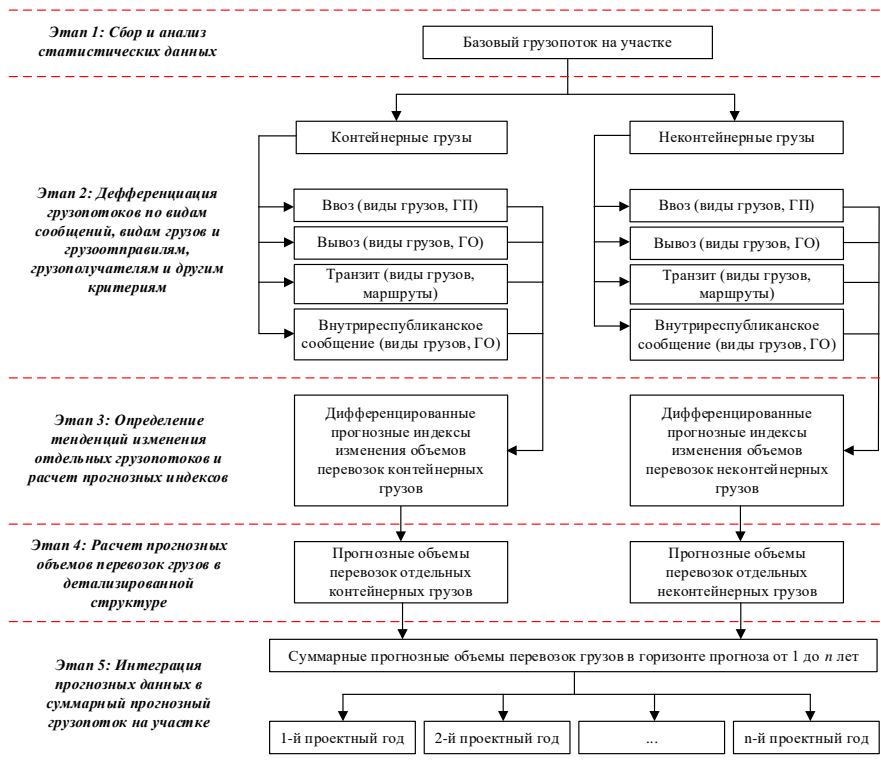 Этап 1: Сбор и анализ
статистических данных
Базовый грузопоток на участке
Контейнерные грузы
Неконтейнерные грузы
Этап 2: Дефференциация
грузопотоков по видам
сообщений, видам грузов и
грузоотправилям,
грузополучателям и другим
критериям
Ввоз (виды грузов, ГП)
Вывоз (виды грузов, ГО)
Транзит (виды грузов,
маршруты)
Внутриреспубликанское
сообщение (виды грузов, ГО)
Ввоз (виды грузов, ГП)
Вывоз (виды грузов, ГО)
Транзит (виды грузов,
маршруты)
Внутриреспубликанское
сообщение (виды грузов, ГО)
Этап 3: Определение
тенденций изменения
отдельных грузопотоков и
расчет прогнозных индексов
Дифференцированные
прогнозные индексы
изменения объемов
перевозок контейнерных
грузов
Дифференцированные
прогнозные индексы
изменения объемов
перевозок неконтейнерных
грузов
Этап 4: Расчет прогнозных
объемов перевозок грузов в
детализированной
структуре
Прогнозные объемы
перевозок отдельных
контейнерных грузов
Прогнозные объемы
перевозок отдельных
неконтейнерных грузов
Этап 5: Интеграция
прогнозных данных в
суммарный прогнозный
грузопоток на участке
Суммарные прогнозные объемы перевозок грузов в горизонте прогноза от 1 до n лет
1-й проектный год
2-й проектный год
...
n-й проектный год